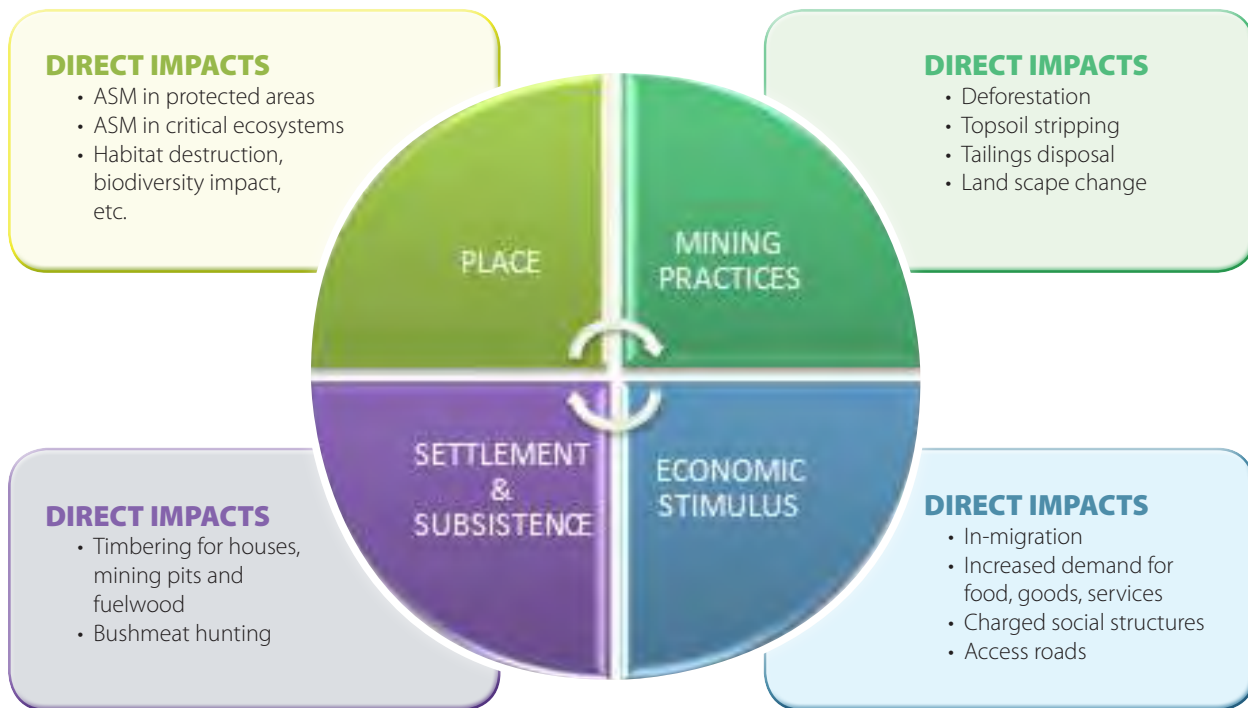 DIRECT IMPACTS
• ASM in protected areas
• ASM in critical ecosystems
• Habitat destruction,
biodiversity impact,
etc.
DIRECT IMPACTS
• Deforestation
• Topsoil stripping
• Tailings disposal
• Land scape change
PLACE
MINING
PRACTICES
SETTLEMENT
&
SUBSISTENCE
ECONOMIC
STIMULUS
DIRECT IMPACTS
• Timbering for houses,
mining pits and
fuelwood
• Bushmeat hunting
DIRECT IMPACTS
• In-migration
• Increased demand for
food, goods, services
• Charged social structures
• Access roads